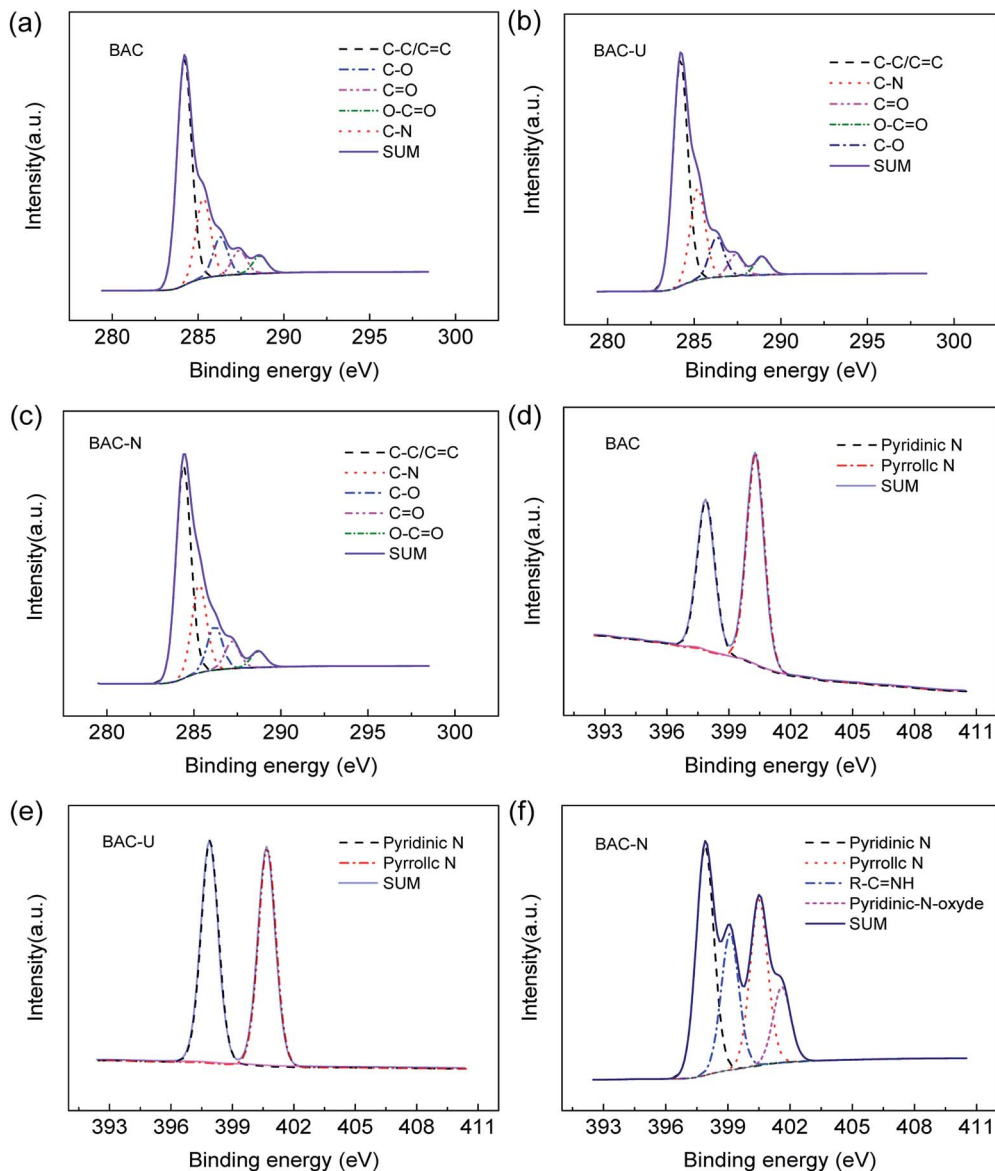 (a)
BAC
C-C/C=C
C-O
C=O
O-C=O
C-N
SUM
Intensity(a.u.)
280 285 290 295 300
Binding energy (eV)
(b)
BAC-U
C-C/C=C
C-N
C=O
O-C=O
C-O
SUM
Intensity(a.u.)
280 285 290 295 300
Binding energy (eV)
(c)
BAC-N
C-C/C=C
C-N
C-O
C=O
O-C=O
SUM
Intensity(a.u.)
280 285 290 295 300
Binding energy (eV)
(d)
BAC
Pyridinic N
Pyrrollc N
SUM
Intensity(a.u.)
393 396 399 402 405 408 411
Binding energy (eV)
(e)
BAC-U
Pyridinic N
Pyrrollc N
SUM
Intensity(a.u.)
393 396 399 402 405 408 411
Binding energy (eV)
(f)
BAC-N
Pyridinic N
Pyrrollc N
R-C=NH
Pyridinic-N-oxyde
SUM
Intensity(a.u.)
393 396 399 402 405 408 411
Binding energy (eV)